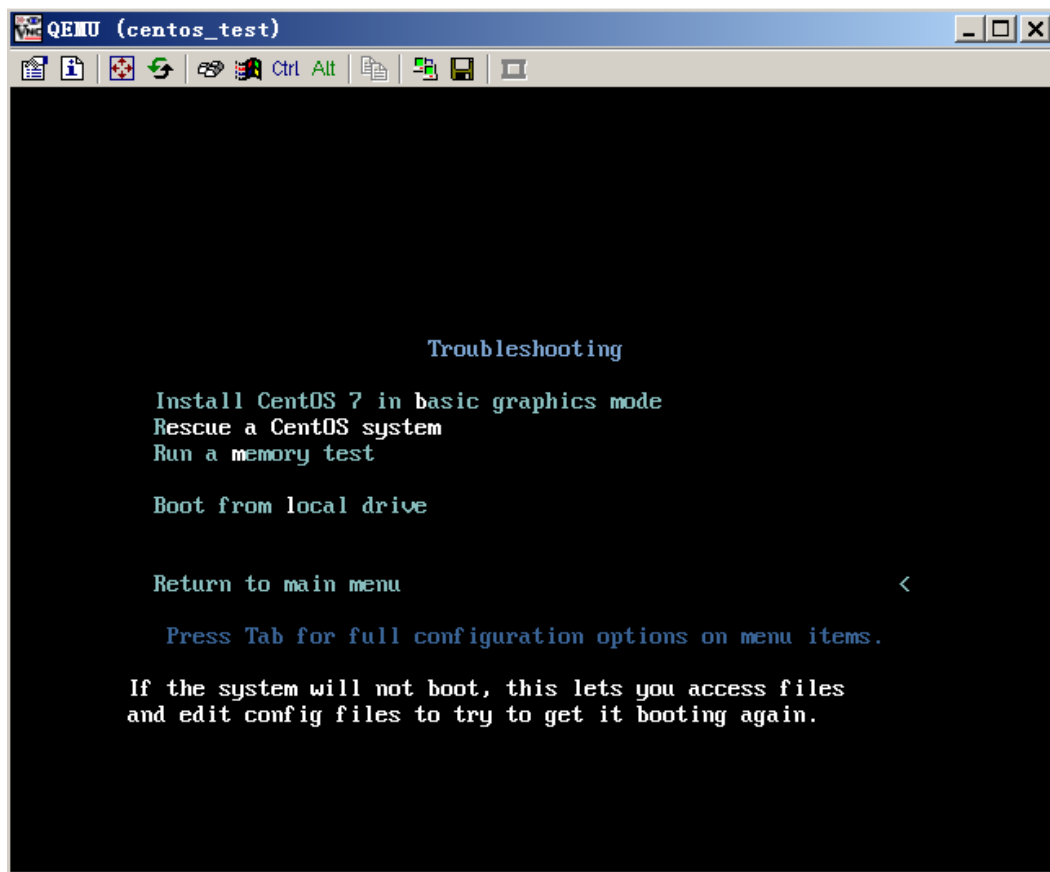 QEMU (centos_test)
Ctrl Alt
Troubleshooting
Install CentOS 7 in basic graphics mode
Rescue a CentOS system
Run a memory test
Boot from local drive
Return to main menu <
Press Tab for full configuration options on menu items.
If the system will not boot, this lets you access files
and edit config files to try to get it booting again.